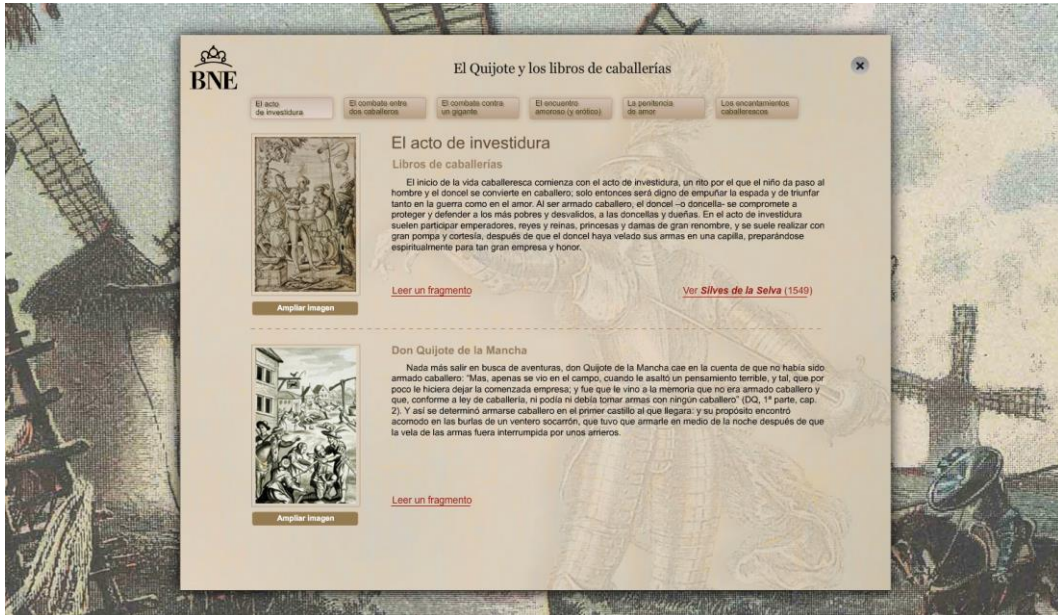 BNE
El Quijote y los libros de caballerías
El acto
de investidura
El combate entre
dos caballeros
El combate contra
un gigante
El encuentro
amoroso (y erótico)
La penitencia
de amor
Los encantamientos
caballerescos
El acto de investidura
Libros de caballerías
El inicio de la vida caballeresca comienza con el acto de investidura, un rito por el que el niño da paso al
hombre y el doncel se convierte en caballero; solo entonces será digno de empuñar la espada y de triunfar
tanto en la guerra como en el amor. Al ser armado caballero, el doncel –o doncella- se compromete a
proteger y defender a los más pobres y desvalidos, a las doncellas y dueñas. En el acto de investidura
suelen participar emperadores, reyes y reinas, princesas y damas de gran renombre, y se suele realizar con
gran pompa y cortesía, después de que el doncel haya velado sus armas en una capilla, preparándose
espiritualmente para tan gran empresa y honor.
Leer un fragmento
Ver Silves de la Selva (1549)
Ampliar imagen
Don Quijote de la Mancha
Nada más salir en busca de aventuras, don Quijote de la Mancha cae en la cuenta de que no había sido
armado caballero: "Mas, apenas se vio en el campo, cuando le asaltó un pensamiento terrible, y tal, que por
poco le hiciera dejar la comenzada empresa; y fue que le vino a la memoria que no era armado caballero y
que, conforme a ley de caballería, ni podía ni debía tomar armas con ningún caballero" (DQ, 1ª parte, cap.
2). Y así se determinó armarse caballero en el primer castillo al que llegara: y su propósito encontró
acomodo en las burlas de un ventero socarrón, que tuvo que armarle en medio de la noche después de que
la vela de las armas fuera interrumpida por unos arrieros.
Leer un fragmento
Ampliar imagen